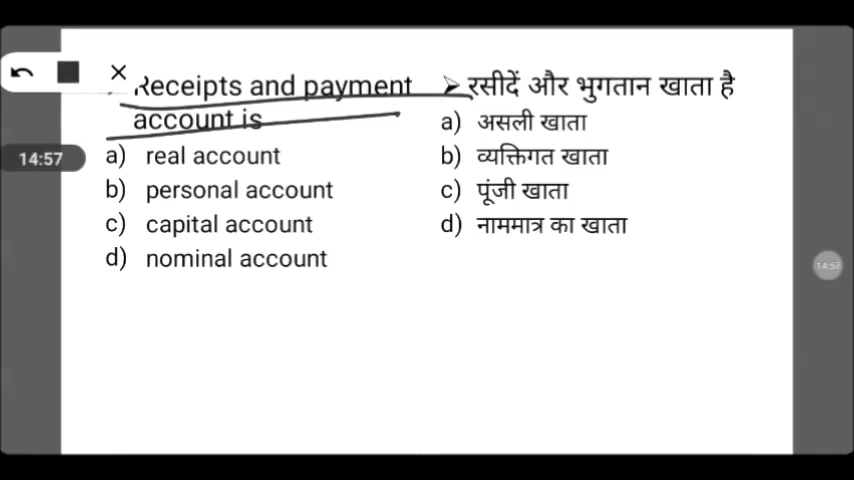 Receipts and payment
account is
a) real account
b) personal account
c) capital account
d) nominal account
➢ रसीदें और भुगतान खाता है
a) असली खाता
b) व्यक्तिगत खाता
c) पूंजी खाता
d) नाममात्र का खाता
14:57
14:57